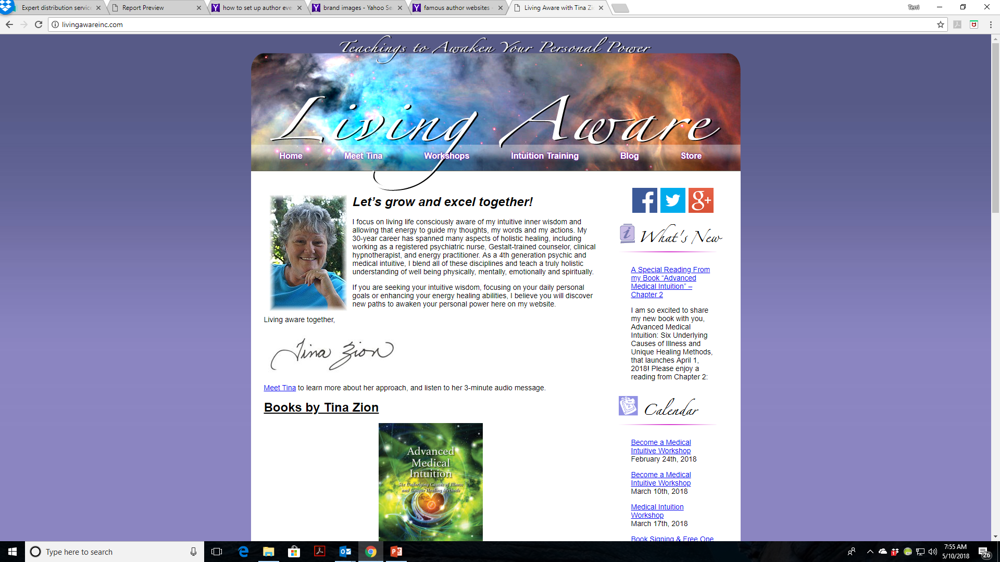 Expert distribution service
Report Preview
how to set up author eve
brand images - Yahoo Se
famous author websites -
Living Aware with Tina Zi
Terri
livingawareinc.com
Teachings to Awaken Your Personal Power
Living Aware
Home
Meet Tina
Workshops
Intuition Training
Blog
Store
Let’s grow and excel together!
I focus on living life consciously aware of my intuitive inner wisdom and
allowing that energy to guide my thoughts, my words and my actions. My
30-year career has spanned many aspects of holistic healing, including
working as a registered psychiatric nurse, Gestalt-trained counselor, clinical
hypnotherapist, and energy practitioner. As a 4th generation psychic and
medical intuitive, I blend all of these disciplines and teach a truly holistic
understanding of well being physically, mentally, emotionally and spiritually.
If you are seeking your intuitive wisdom, focusing on your daily personal
goals or enhancing your energy healing abilities, I believe you will discover
new paths to awaken your personal power here on my website.
Living aware together,
Tina Zion
Meet Tina to learn more about her approach, and listen to her 3-minute audio message.
Books by Tina Zion
Advanced
Medical
Intuition
Six Underlying Causes of Illness
and Unique Healing Methods
f
g+
i
What's New
A Special Reading From
my Book “Advanced
Medical Intuition” –
Chapter 2
I am so excited to share
my new book with you,
Advanced Medical
Intuition: Six Underlying
Causes of Illness and
Unique Healing Methods,
that launches April 1,
2018! Please enjoy a
reading from Chapter 2:
Calendar
Become a Medical
Intuitive Workshop
February 24th, 2018
Become a Medical
Intuitive Workshop
March 10th, 2018
Medical Intuition
Workshop
March 17th, 2018
Book Signing & Free One
Type here to search
7:55 AM
5/10/2018
26